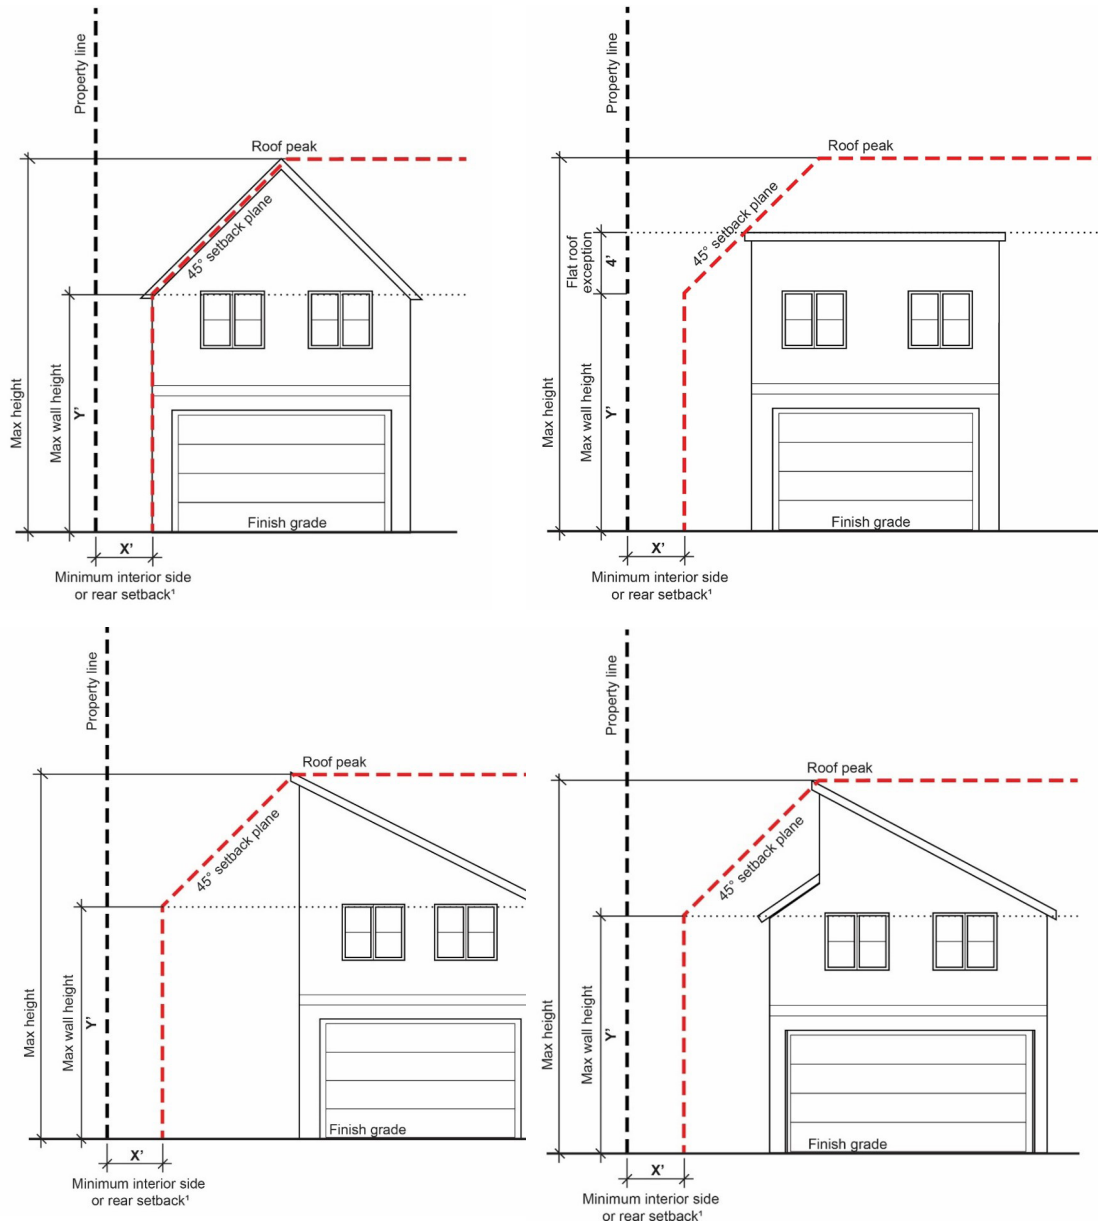 Property line
Roof peak
45° setback plane
Max height
Max wall height
Y’
Finish grade
X’
Minimum interior side
or rear setback¹
Property line
Roof peak
45° setback plane
Flat roof
exception
4’
Max height
Max wall height
Y’
Finish grade
X’
Minimum interior side
or rear setback¹
Property line
Roof peak
45° setback plane
Max height
Max wall height
Y’
Finish grade
X’
Minimum interior side
or rear setback¹
Property line
Roof peak
45° setback plane
Max height
Max wall height
Y’
Finish grade
X’
Minimum interior side
or rear setback¹